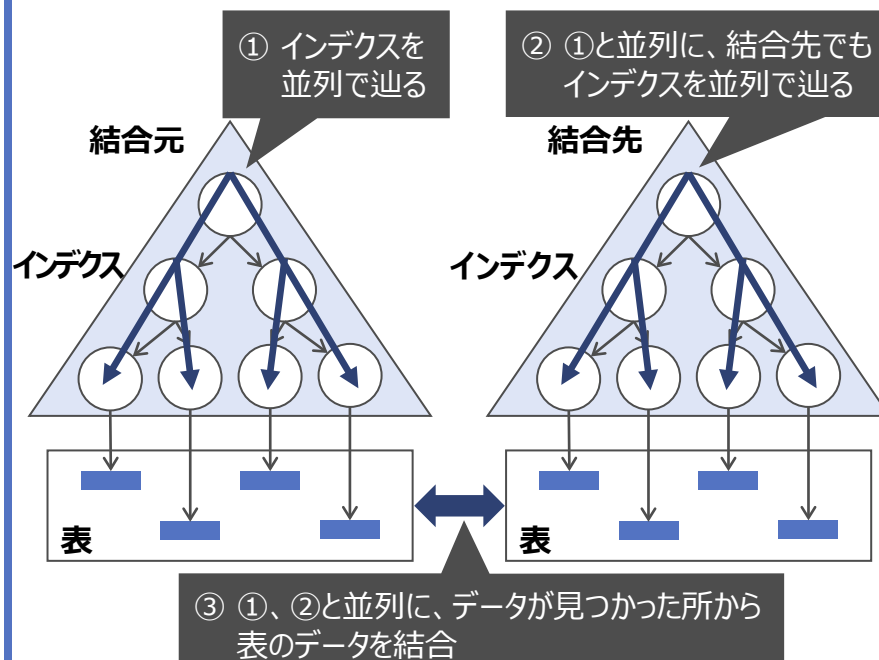 ① インデクスを
並列で辿る
② ①と並列に、結合先でも
インデクスを並列で辿る
結合元
結合先
インデクス
インデクス
表
表
③ ①、②と並列に、データが見つかった所から
表のデータを結合